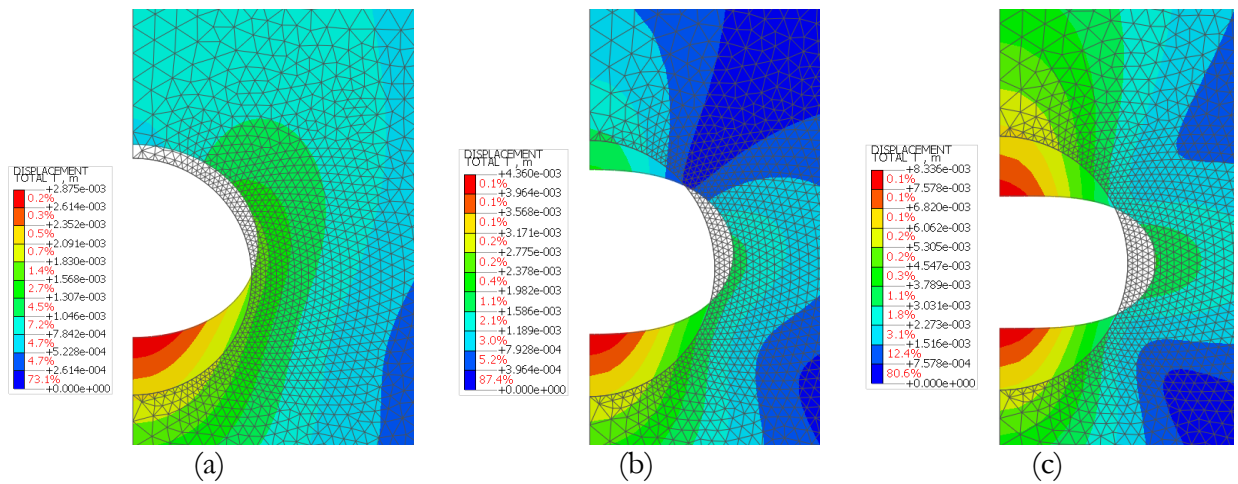 DISPLACEMENT
TOTAL T , m
+2.875e-003
0.2%
+2.614e-003
0.3%
+2.352e-003
0.5%
+2.091e-003
0.7%
+1.830e-003
1.4%
+1.568e-003
2.7%
+1.307e-003
4.5%
+1.046e-003
7.2%
+7.842e-004
4.7%
+5.228e-004
4.7%
+2.614e-004
73.1%
+0.000e+000
(a)
DISPLACEMENT
TOTAL T , m
+4.360e-003
0.1%
+3.964e-003
0.1%
+3.568e-003
0.1%
+3.171e-003
0.2%
+2.775e-003
0.2%
+2.378e-003
0.4%
+1.982e-003
1.1%
+1.586e-003
2.1%
+1.189e-003
3.0%
+7.928e-004
5.2%
+3.964e-004
87.4%
+0.000e+000
(b)
DISPLACEMENT
TOTAL T , m
+8.336e-003
0.1%
+7.578e-003
0.1%
+6.820e-003
0.1%
+6.062e-003
0.2%
+5.305e-003
0.2%
+4.547e-003
0.3%
+3.789e-003
1.1%
+3.031e-003
1.8%
+2.273e-003
3.1%
+1.516e-003
12.4%
+7.578e-004
80.6%
+0.000e+000
(c)